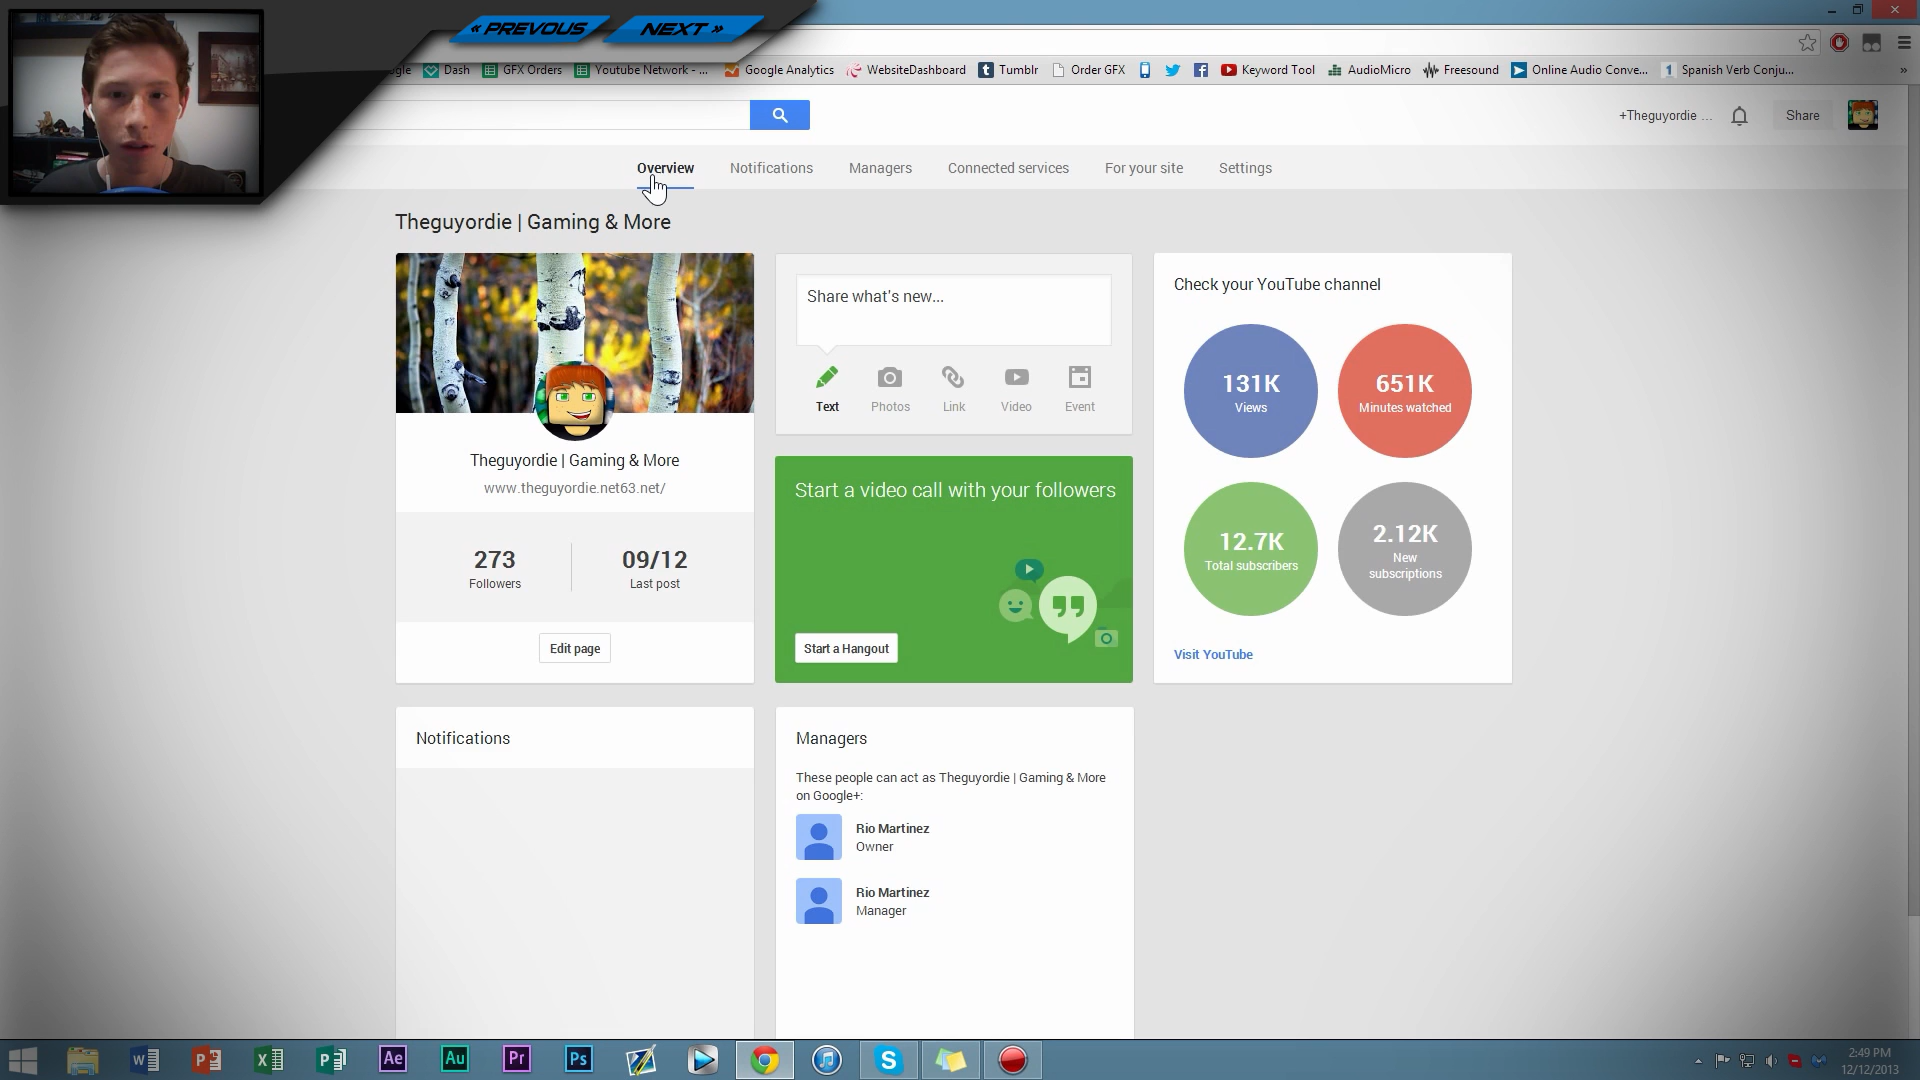 « PREVOUS
NEXT »
gle
Dash
GFX Orders
Youtube Network - ...
Google Analytics
WebsiteDashboard
Tumblr
Order GFX
Keyword Tool
AudioMicro
Freesound
Online Audio Conve...
Spanish Verb Conju...
»
+Theguyordie ...
Share
Overview
Notifications
Managers
Connected services
For your site
Settings
Theguyordie | Gaming & More
Theguyordie | Gaming & More
www.theguyordie.net63.net/
273
Followers
09/12
Last post
Edit page
Share what's new...
Text
Photos
Link
Video
Event
Start a video call with your followers
Start a Hangout
Check your YouTube channel
131K
Views
651K
Minutes watched
12.7K
Total subscribers
2.12K
New
subscriptions
Visit YouTube
Notifications
Managers
These people can act as Theguyordie | Gaming & More
on Google+:
Rio Martinez
Owner
Rio Martinez
Manager
Ae
Au
Pr
Ps
2:49 PM
12/12/2013